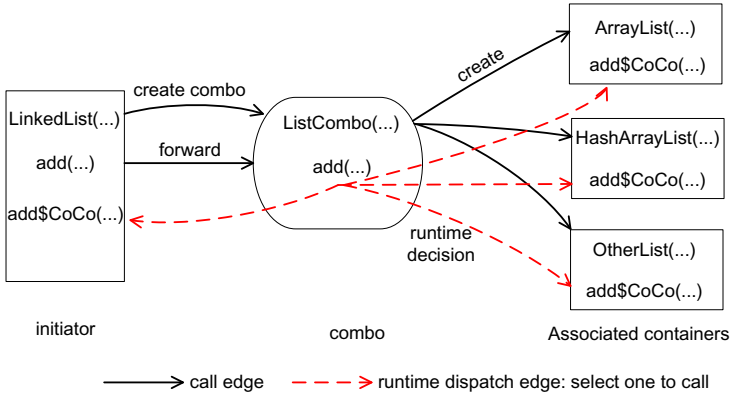 LinkedList(...)
add(...)
add$CoCo(...)
initiator
create combo
forward
ListCombo(...)
add(...)
combo
create
runtime
decision
ArrayList(...)
add$CoCo(...)
HashArrayList(...)
add$CoCo(...)
OtherList(...)
add$CoCo(...)
Associated containers
call edge
runtime dispatch edge: select one to call